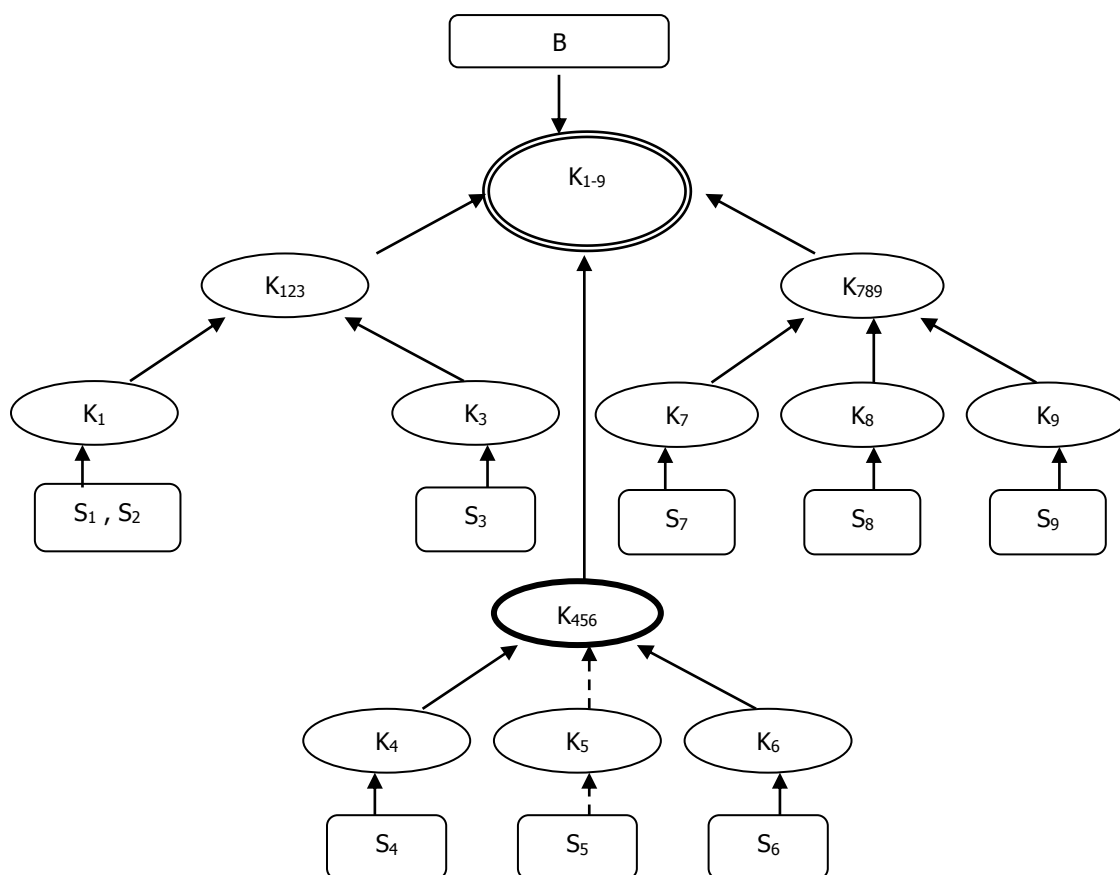 B
K₁₋₉
K₁₂₃
K₇₈₉
K₁
K₃
K₇
K₈
K₉
S₁ , S₂
S₃
S₇
S₈
S₉
K₄₅₆
K₄
K₅
K₆
S₄
S₅
S₆